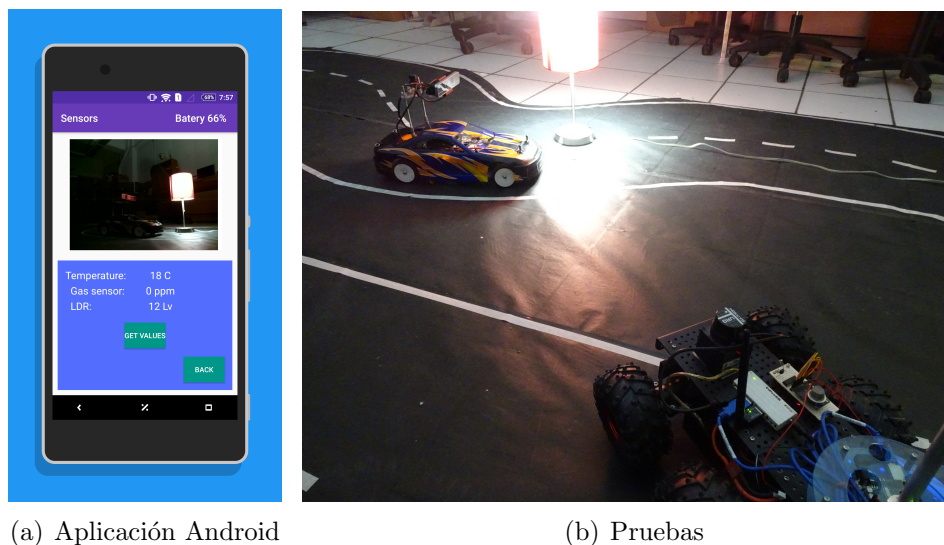 68% 7:57
Sensors Batery 66%
Temperature: 18 C
Gas sensor: 0 ppm
LDR: 12 Lv
GET VALUES
BACK
(a) Aplicación Android
(b) Pruebas